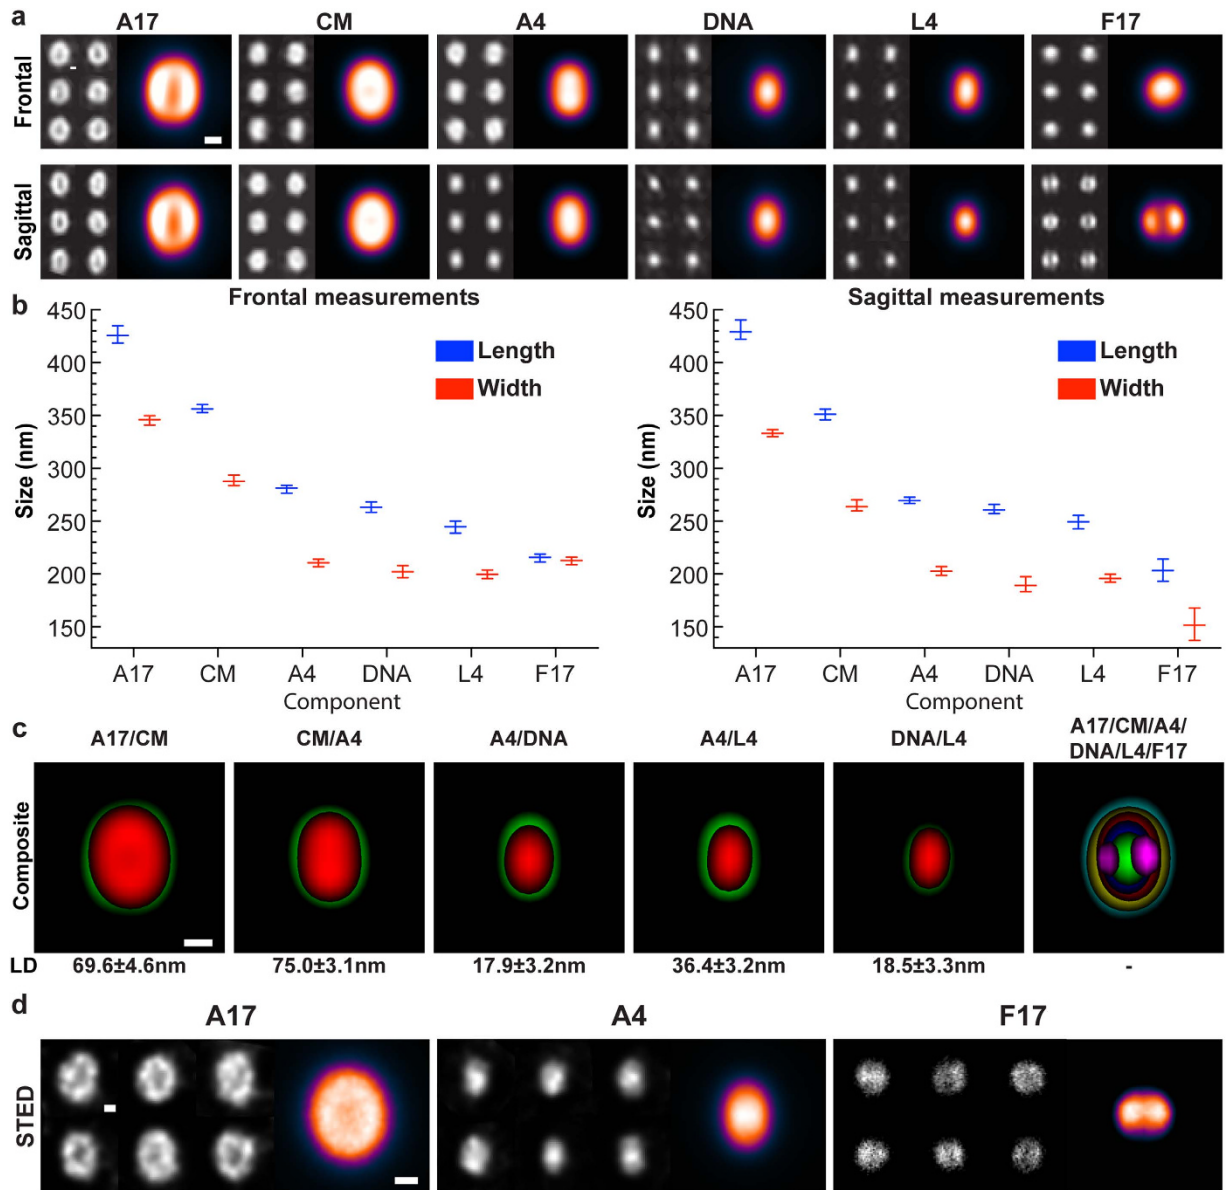 a
A17 CM A4 DNA L4 F17
Frontal
Sagittal
b
Frontal measurements
Size (nm)
450
400
350
300
250
200
150
Length
Width
A17 CM A4 DNA L4 F17
Component
Sagittal measurements
Size (nm)
450
400
350
300
250
200
150
Length
Width
A17 CM A4 DNA L4 F17
Component
c
A17/CM CM/A4 A4/DNA A4/L4 DNA/L4
A17/CM/A4/
DNA/L4/F17
Composite
LD 69.6±4.6nm 75.0±3.1nm 17.9±3.2nm 36.4±3.2nm 18.5±3.3nm -
d
A17 A4 F17
STED